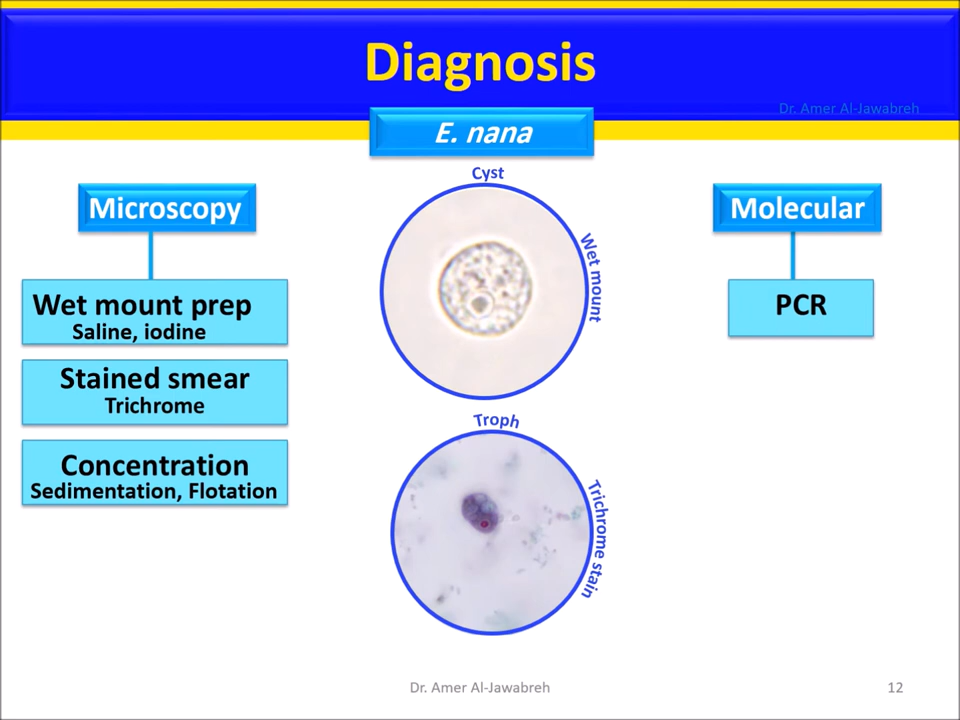 Diagnosis
Dr. Amer Al-Jawabreh
E. nana
Microscopy
Wet mount prep
Saline, iodine
Stained smear
Trichrome
Concentration
Sedimentation, Flotation
Cyst
Wet mount
Troph
Trichrome stain
Molecular
PCR
Dr. Amer Al-Jawabreh
12